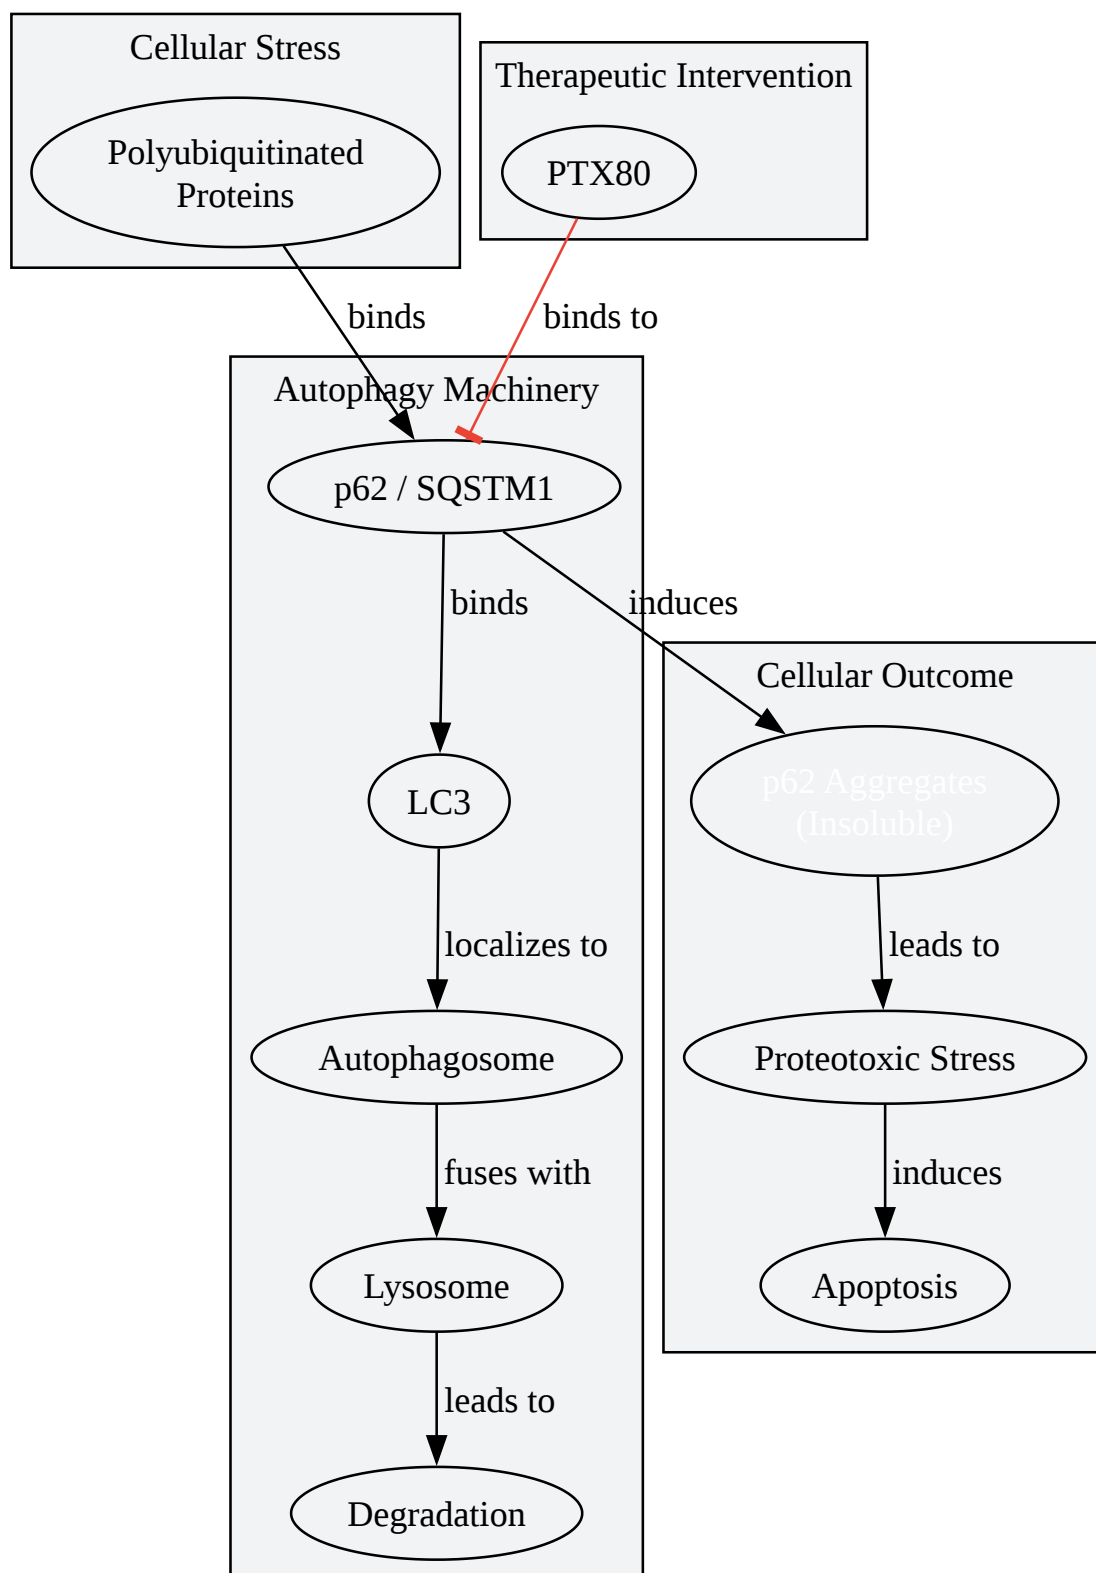 Cellular Stress
Polyubiquitinated
Proteins
Therapeutic Intervention
PTX80
binds
binds to
Autophagy Machinery
p62 / SQSTM1
binds
induces
LC3
Cellular Outcome
p62 Aggregates
(Insoluble)
localizes to
leads to
Autophagosome
Proteotoxic Stress
fuses with
induces
Lysosome
Apoptosis
leads to
Degradation